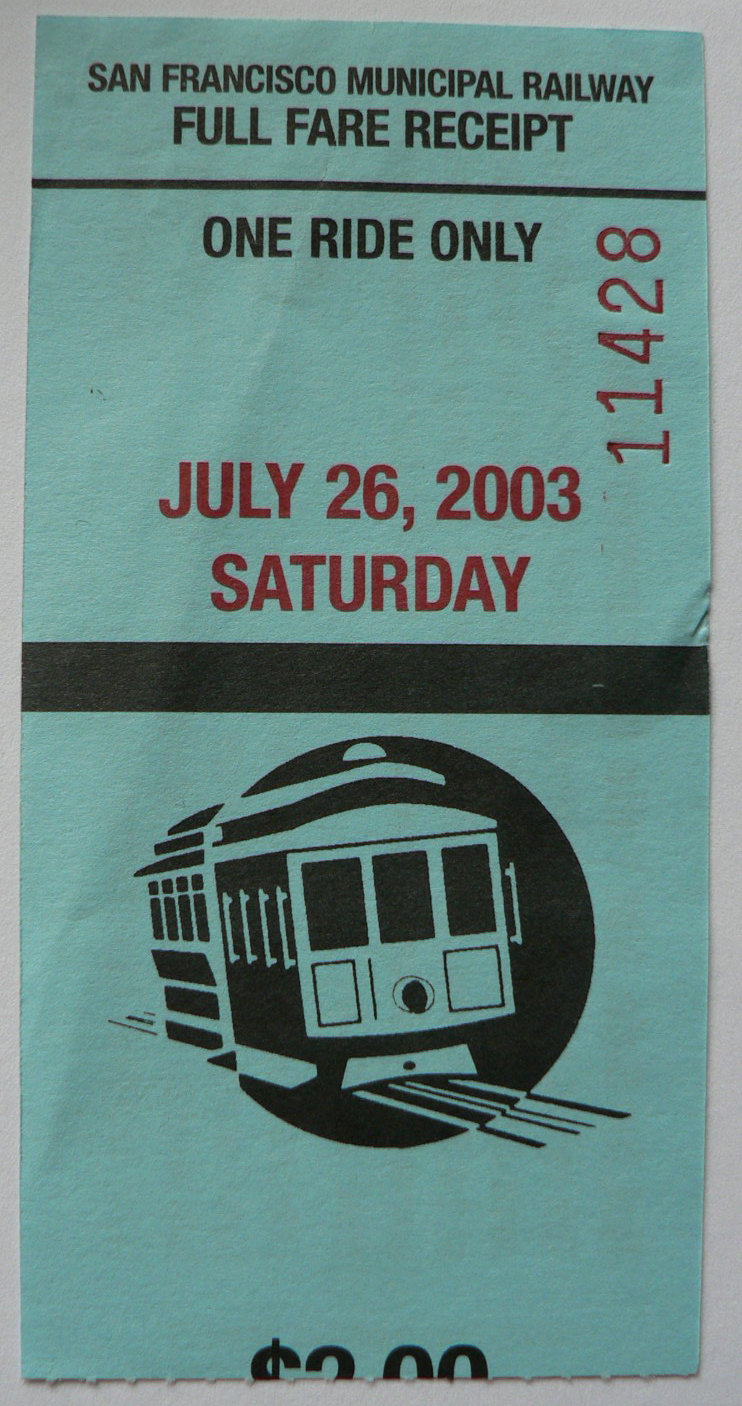 SAN FRANCISCO MUNICIPAL RAILWAY
FULL FARE RECEIPT
ONE RIDE ONLY
11428
JULY 26, 2003
SATURDAY